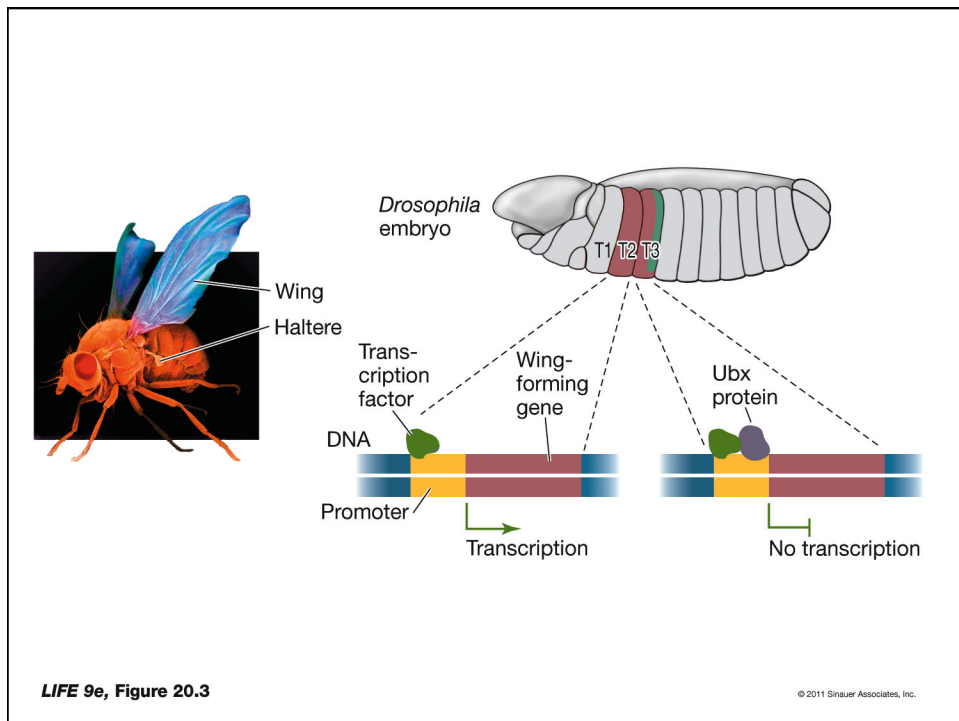 Drosophila
embryo
T1 T2 T3
Wing
Haltere
Trans-
cription
factor
Wing-
forming
gene
Ubx
protein
DNA
Promoter
Transcription
No transcription
LIFE 9e, Figure 20.3
© 2011 Sinauer Associates, Inc.